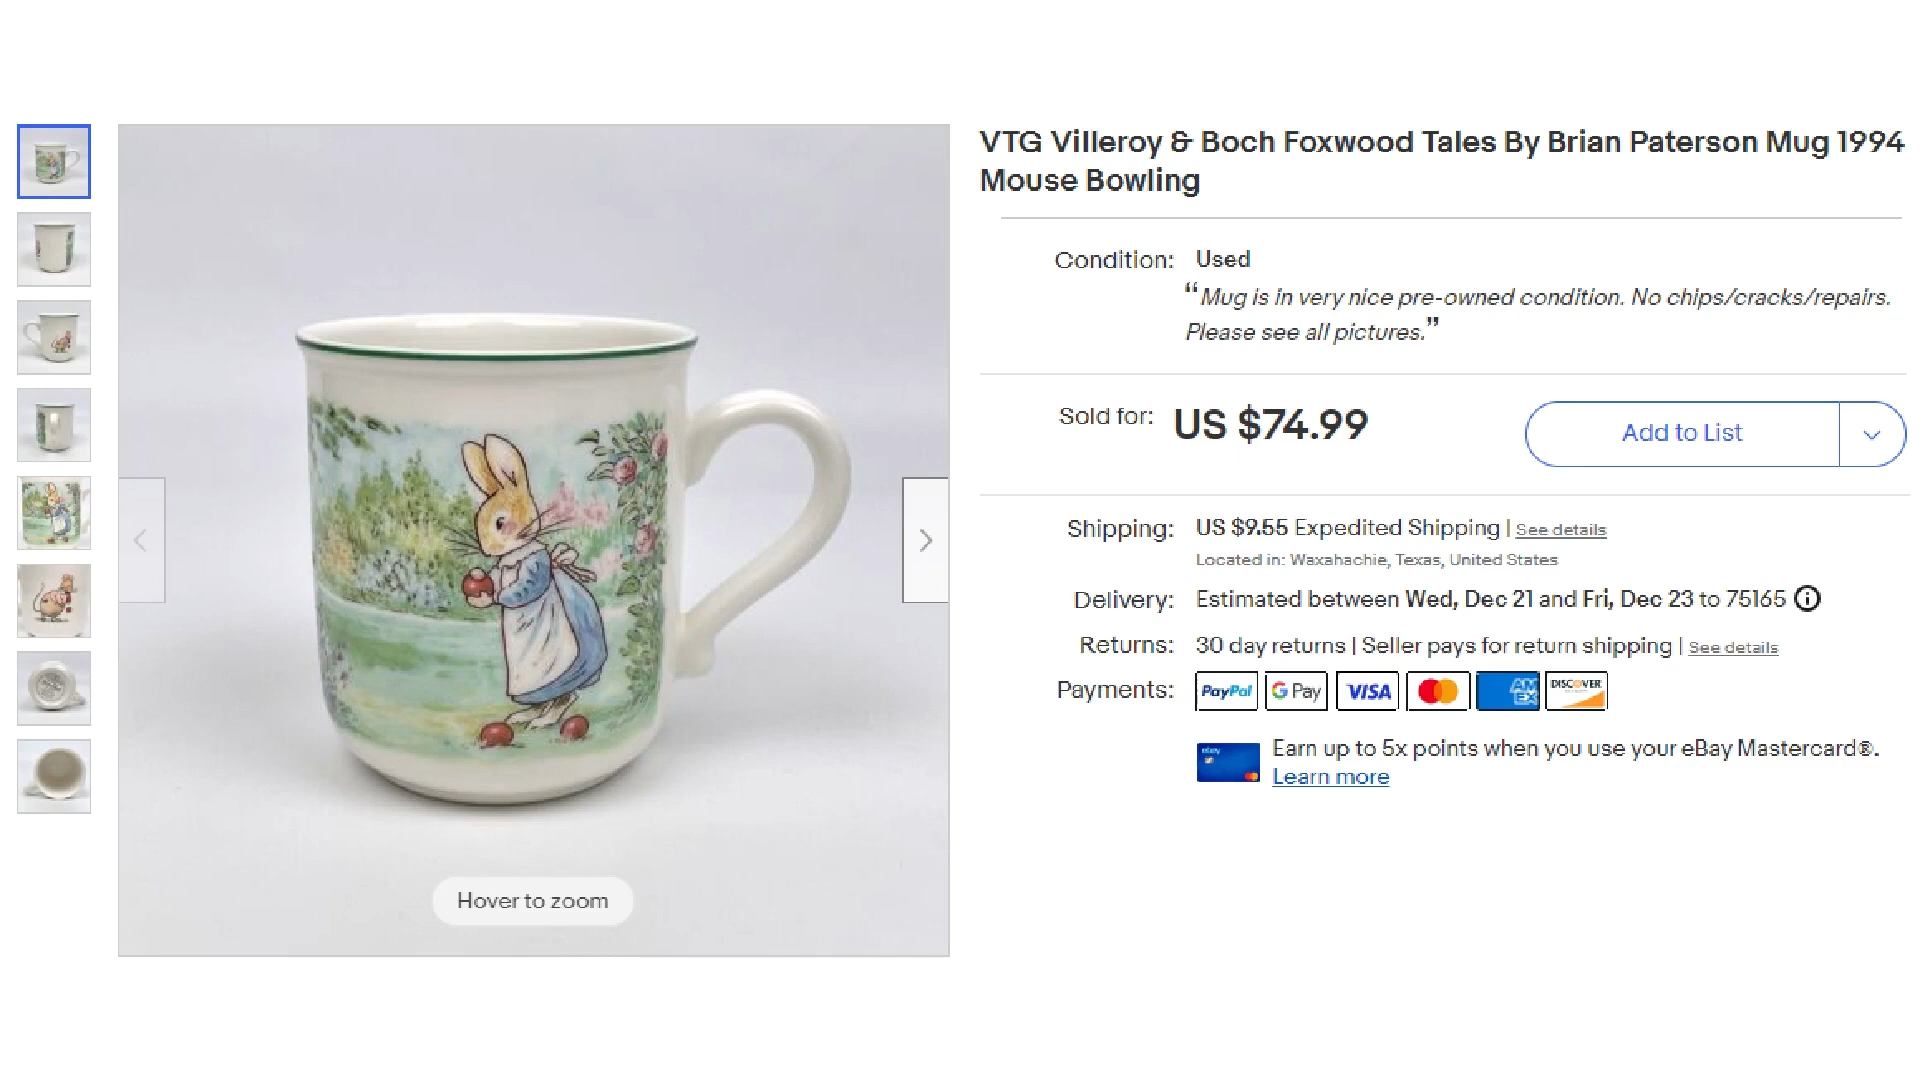 VTG Villeroy & Boch Foxwood Tales By Brian Paterson Mug 1994
Mouse Bowling
Condition: Used
“Mug is in very nice pre-owned condition. No chips/cracks/repairs.
Please see all pictures.”
Sold for: US $74.99
Add to List
Shipping: US $9.55 Expedited Shipping | See details
Located in: Waxahachie, Texas, United States
Delivery: Estimated between Wed, Dec 21 and Fri, Dec 23 to 75165
Returns: 30 day returns | Seller pays for return shipping | See details
Payments: PayPal G Pay VISA AM EX DISCOVER
ebay
Earn up to 5x points when you use your eBay Mastercard®.
Learn more
Hover to zoom